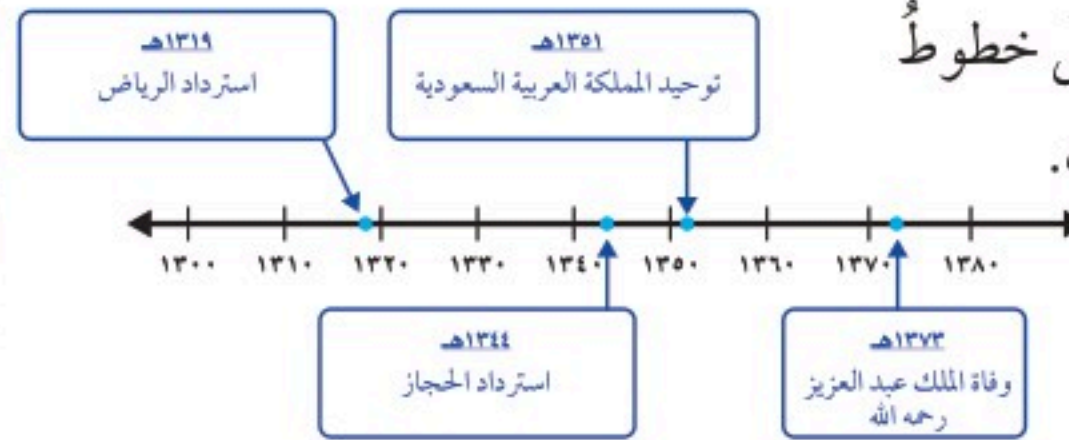 خطوطُ
١٣١٩هـ
استرداد الرياض
١٣٥١هـ
توحيد المملكة العربية السعودية
١٣٠٠ ١٣١٠ ١٣٢٠ ١٣٣٠ ١٣٤٠ ١٣٥٠ ١٣٦٠ ١٣٧٠ ١٣٨٠
١٣٤٤هـ
استرداد الحجاز
١٣٧٣هـ
وفاة الملك عبد العزيز
رحمه الله